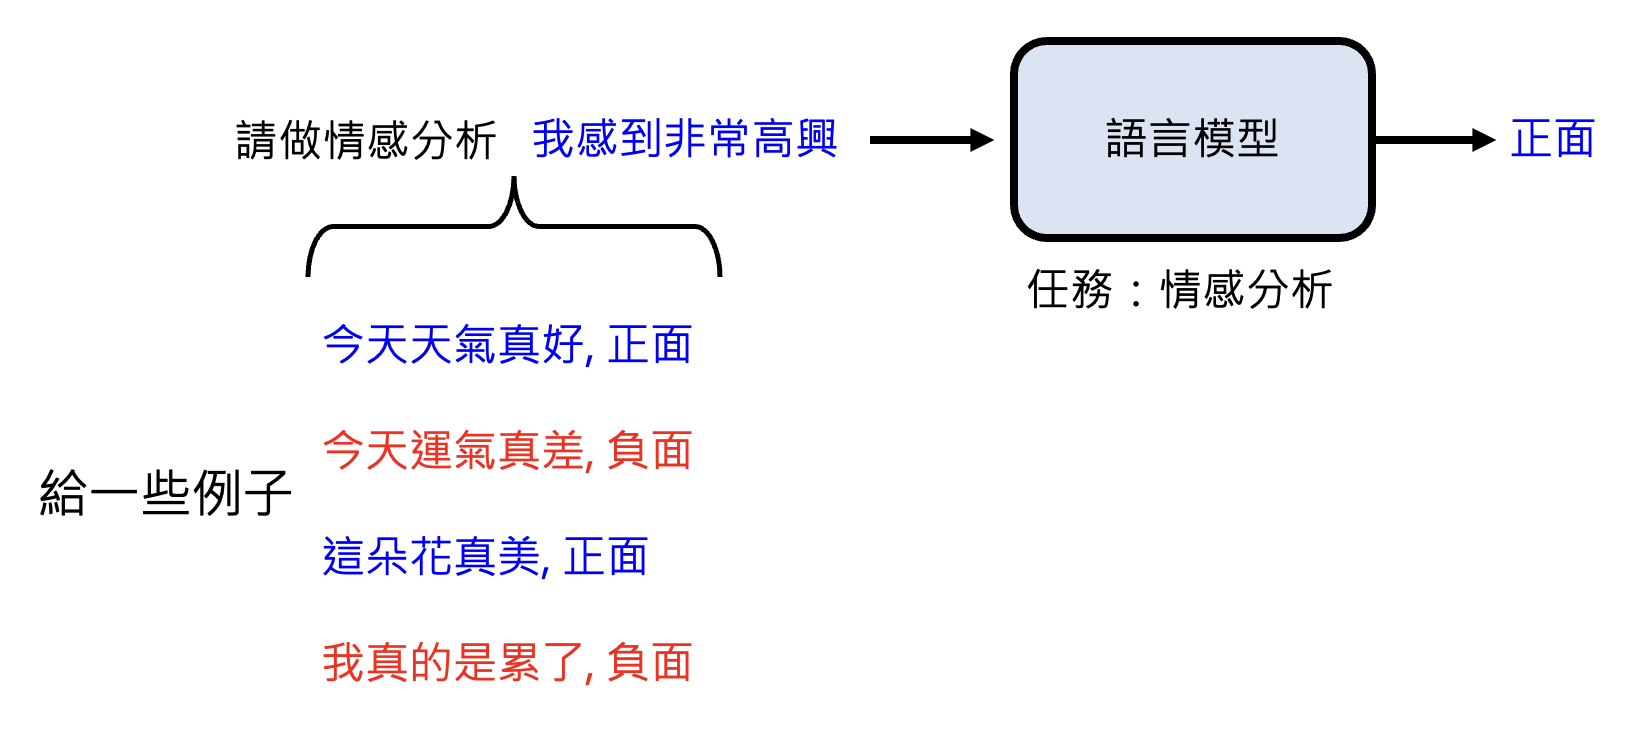 請做情感分析 我感到非常高興
語言模型
正面
任務：情感分析
給一些例子
今天天氣真好, 正面
今天運氣真差, 負面
這朵花真美, 正面
我真的是累了, 負面